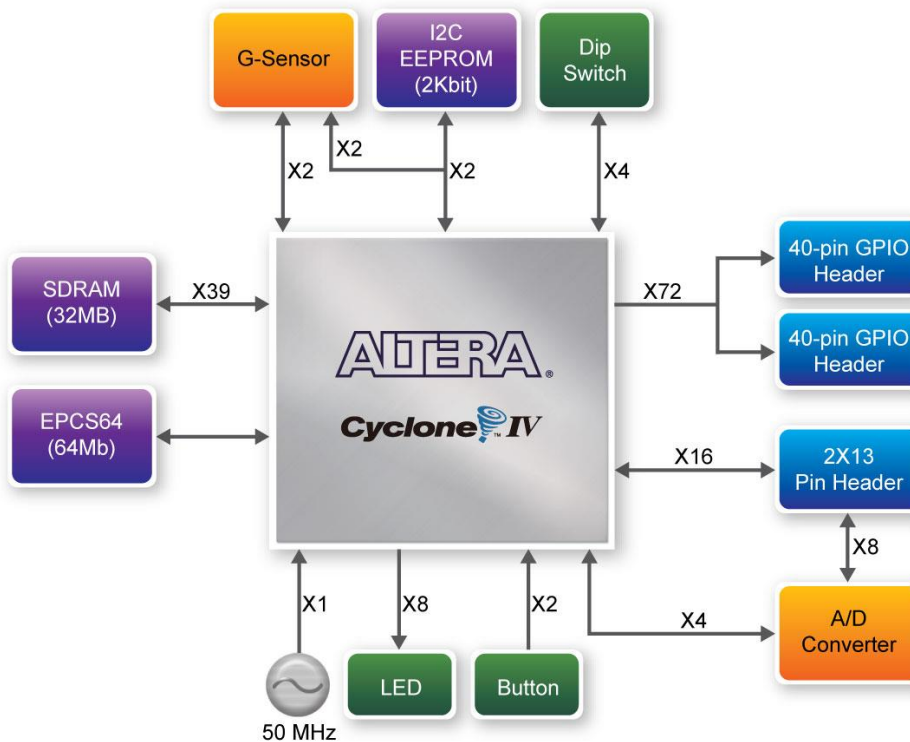 G-Sensor
I2C
EEPROM
(2Kbit)
Dip
Switch
X2
X2
X2
X4
SDRAM
(32MB)
X39
EPCS64
(64Mb)
ALTERA®
Cyclone™ IV
X72
40-pin GPIO
Header
40-pin GPIO
Header
X16
2X13
Pin Header
X8
X4
A/D
Converter
X1
X8
X2
50 MHz
LED
Button